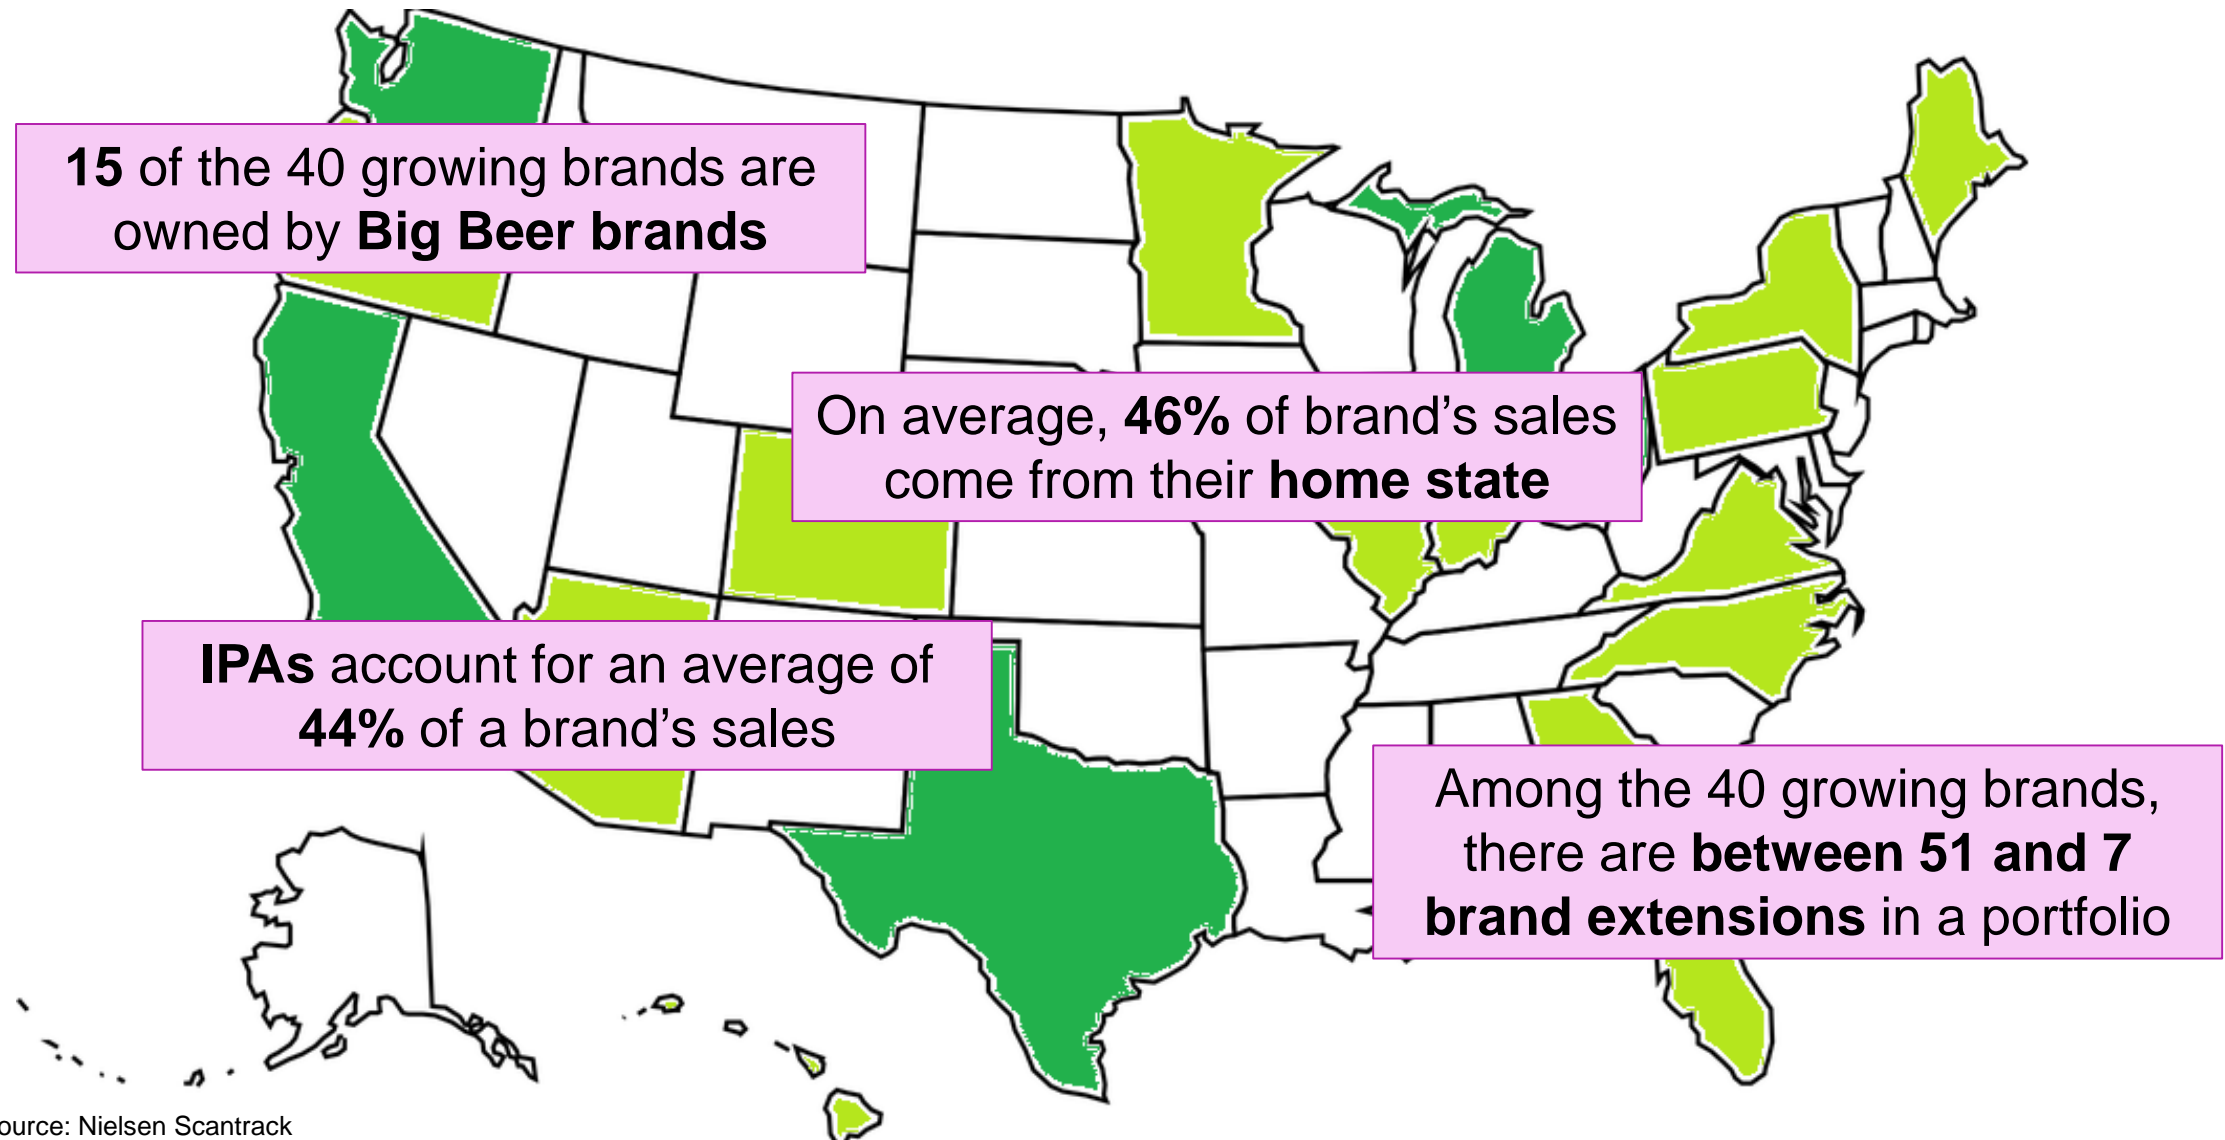 15 of the 40 growing brands are
owned by Big Beer brands
On average, 46% of brand’s sales
come from their home state
IPAs account for an average of
44% of a brand’s sales
Among the 40 growing brands,
there are between 51 and 7
brand extensions in a portfolio
ource: Nielsen Scantrack